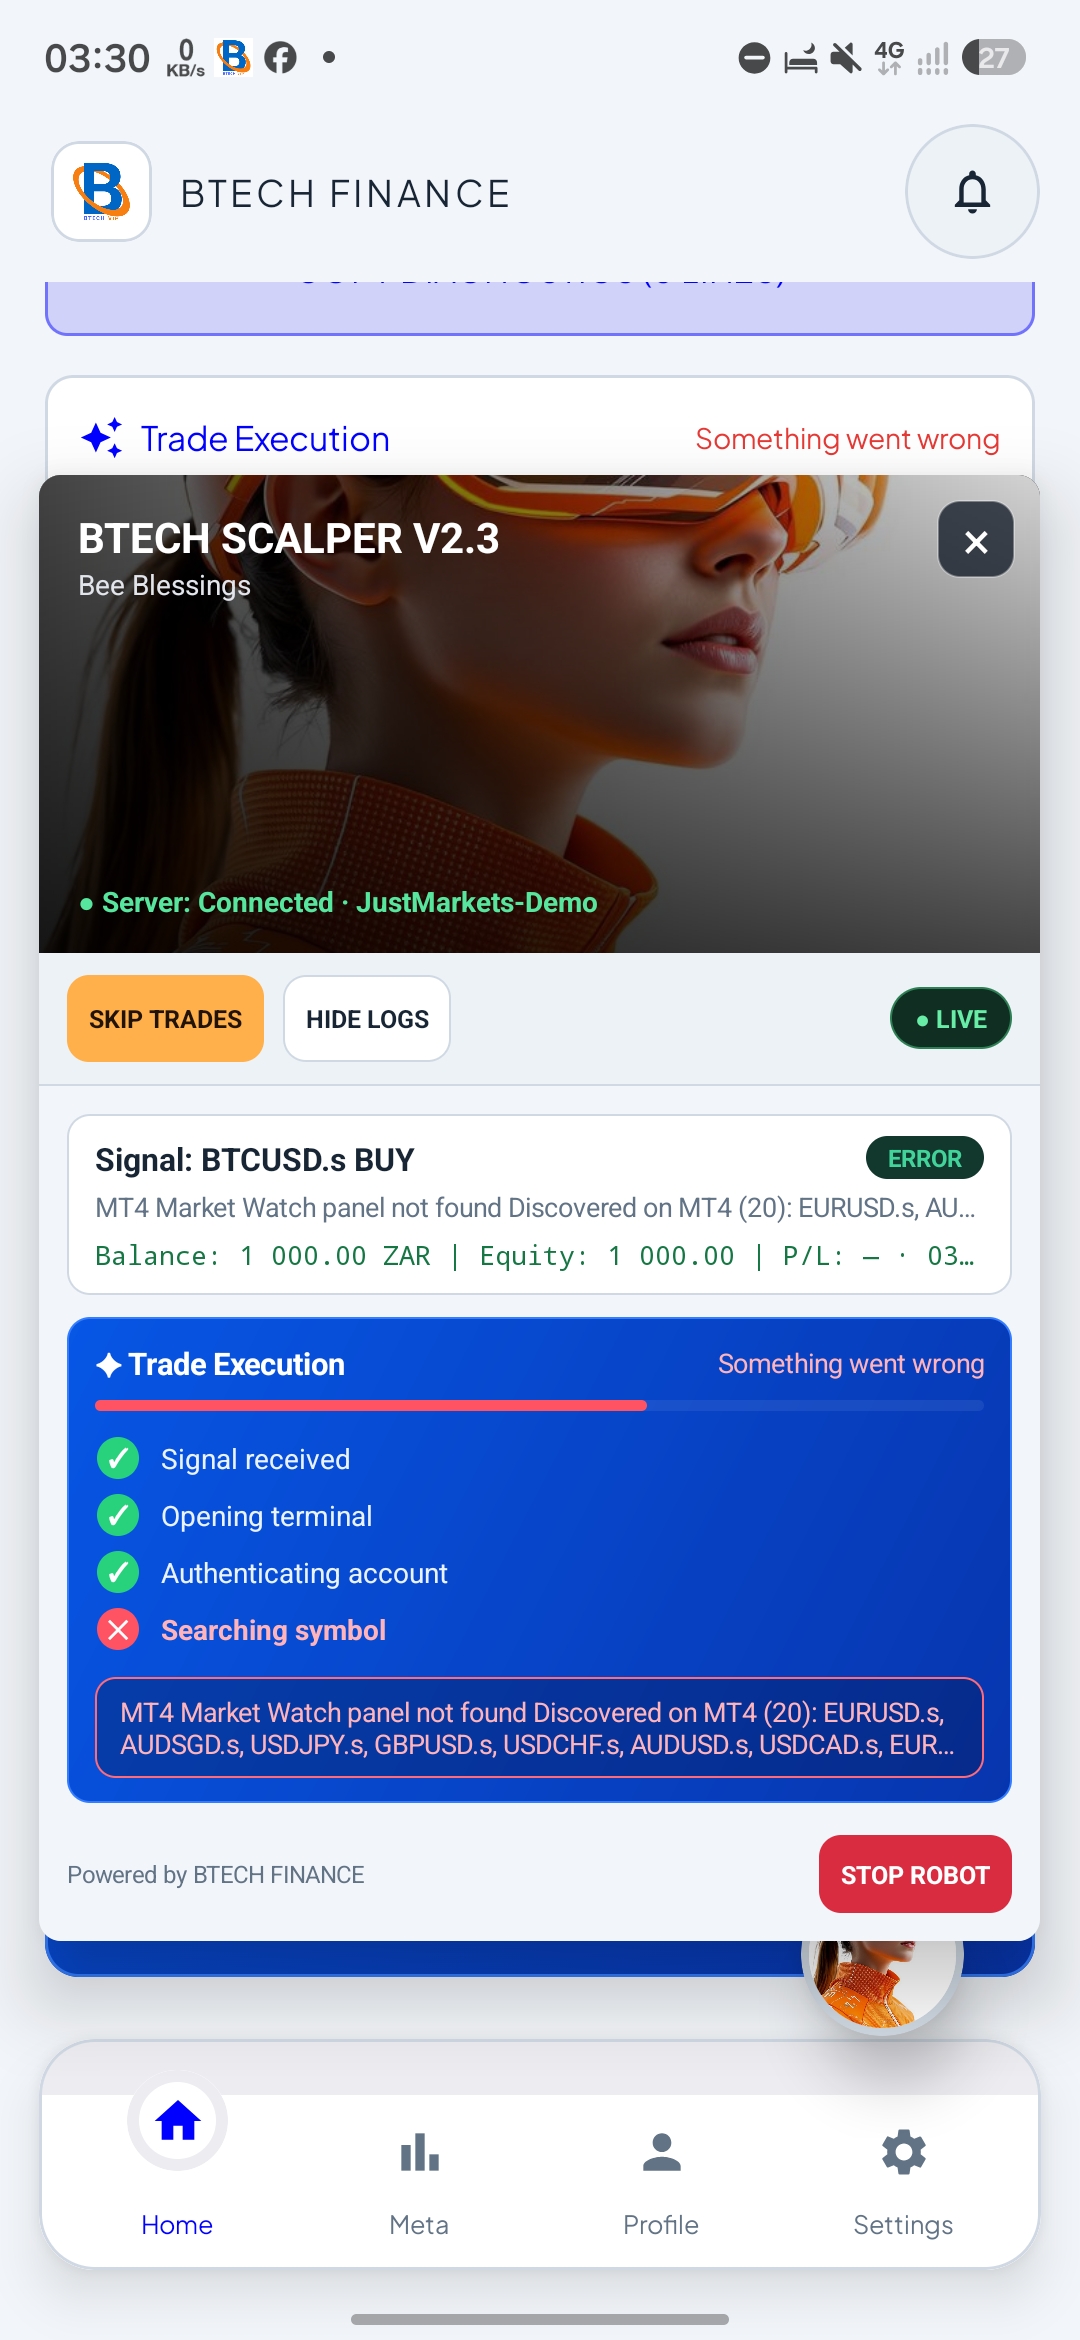 03:30
0
KB/s
4G
27
BTECH FINANCE
Trade Execution
Something went wrong
BTECH SCALPER V2.3
Bee Blessings
● Server: Connected · JustMarkets-Demo
SKIP TRADES
HIDE LOGS
● LIVE
Signal: BTCUSD.s BUY
ERROR
MT4 Market Watch panel not found Discovered on MT4 (20): EURUSD.s, AU...
Balance: 1 000.00 ZAR | Equity: 1 000.00 | P/L: — · 03…
Trade Execution
Something went wrong
Signal received
Opening terminal
Authenticating account
Searching symbol
MT4 Market Watch panel not found Discovered on MT4 (20): EURUSD.s,
AUDSGD.s, USDJPY.s, GBPUSD.s, USDCHF.s, AUDUSD.s, USDCAD.s, EUR...
Powered by BTECH FINANCE
STOP ROBOT
Home
Meta
Profile
Settings